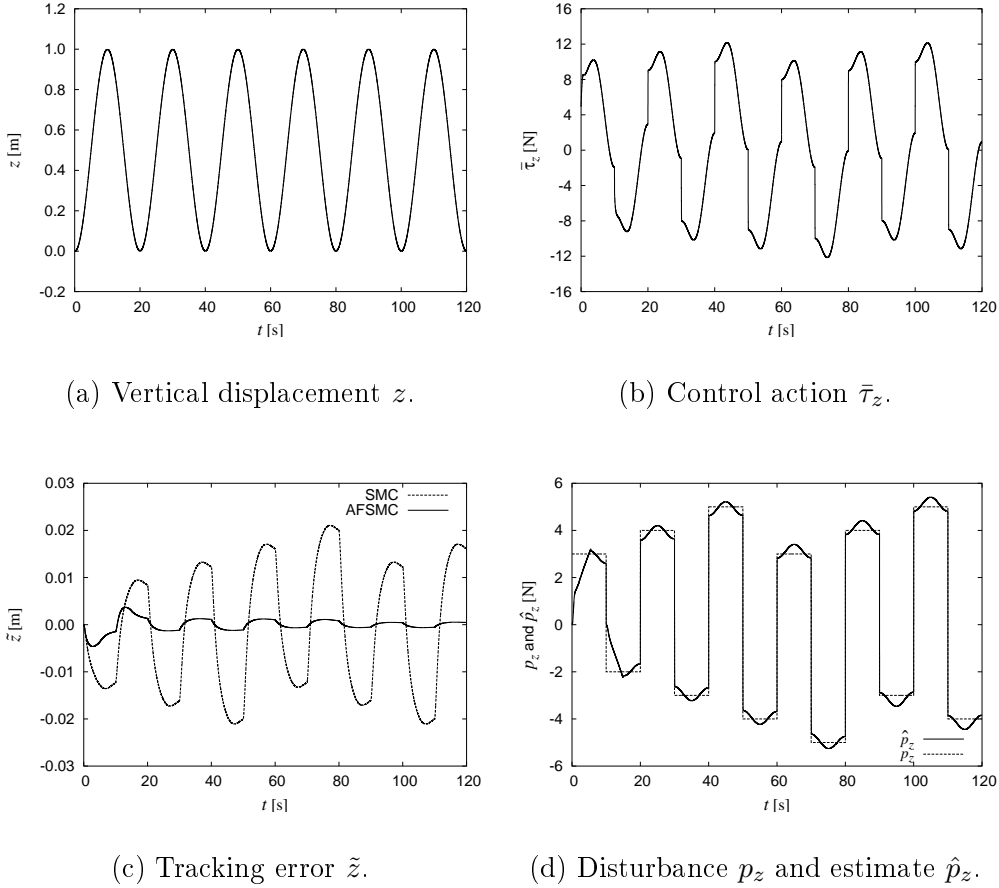 1.2
1.0
0.8
0.6
0.4
0.2
0.0
-0.2
z [m]
0 20 40 60 80 100 120
t [s]
(a) Vertical displacement z.
16
12
8
4
0
-4
-8
-12
-16
τ̄z [N]
0 20 40 60 80 100 120
t [s]
(b) Control action τ̄z.
0.03
0.02
0.01
0.00
-0.01
-0.02
-0.03
z̃ [m]
SMC
AFSMC
0 20 40 60 80 100 120
t [s]
(c) Tracking error z̃.
6
4
2
0
-2
-4
-6
pz and p̂z [N]
p̂z
pz
0 20 40 60 80 100 120
t [s]
(d) Disturbance pz and estimate p̂z.